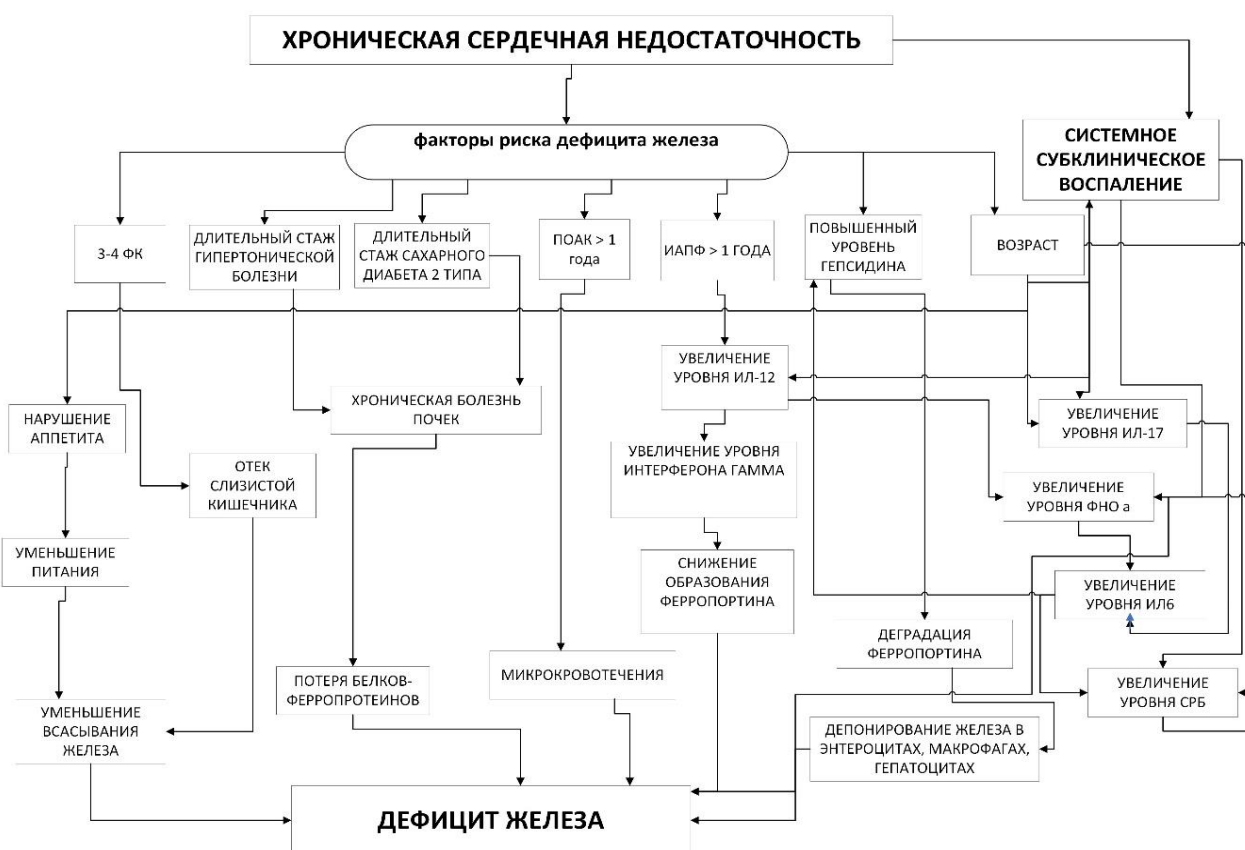 ХРОНИЧЕСКАЯ СЕРДЕЧНАЯ НЕДОСТАТОЧНОСТЬ
факторы риска дефицита железа
СИСТЕМНОЕ
СУБКЛИНИЧЕСКОЕ
ВОСПАЛЕНИЕ
3-4 ФК
ДЛИТЕЛЬНЫЙ СТАЖ
ГИПЕРТОНИЧЕСКОЙ
БОЛЕЗНИ
ДЛИТЕЛЬНЫЙ
СТАЖ САХАРНОГО
ДИАБЕТА 2 ТИПА
ПОАК > 1
года
ИАПФ > 1 ГОДА
ПОВЫШЕННЫЙ
УРОВЕНЬ
ГЕПСИДИНА
ВОЗРАСТ
УВЕЛИЧЕНИЕ
УРОВНЯ ИЛ-12
ХРОНИЧЕСКАЯ БОЛЕЗНЬ
ПОЧЕК
НАРУШЕНИЕ
АППЕТИТА
УВЕЛИЧЕНИЕ
УРОВНЯ ИЛ-17
ОТЕК
СЛИЗИСТОЙ
КИШЕЧНИКА
УВЕЛИЧЕНИЕ УРОВНЯ
ИНТЕРФЕРОНА ГАММА
УВЕЛИЧЕНИЕ
УРОВНЯ ФНО а
УМЕНЬШЕНИЕ
ПИТАНИЯ
СНИЖЕНИЕ
ОБРАЗОВАНИЯ
ФЕРРОПОРТИНА
УВЕЛИЧЕНИЕ
УРОВНЯ ИЛ6
ДЕГРАДАЦИЯ
ФЕРРОПОРТИНА
ПОТЕРЯ БЕЛКОВ-
ФЕРРОПРОТЕИНОВ
МИКРОКРОВОТЕЧЕНИЯ
УВЕЛИЧЕНИЕ
УРОВНЯ СРБ
УМЕНЬШЕНИЕ
ВСАСЫВАНИЯ
ЖЕЛЕЗА
ДЕПОНИРОВАНИЕ ЖЕЛЕЗА В
ЭНТЕРОЦИТАХ, МАКРОФАГАХ,
ГЕПАТОЦИТАХ
ДЕФИЦИТ ЖЕЛЕЗА